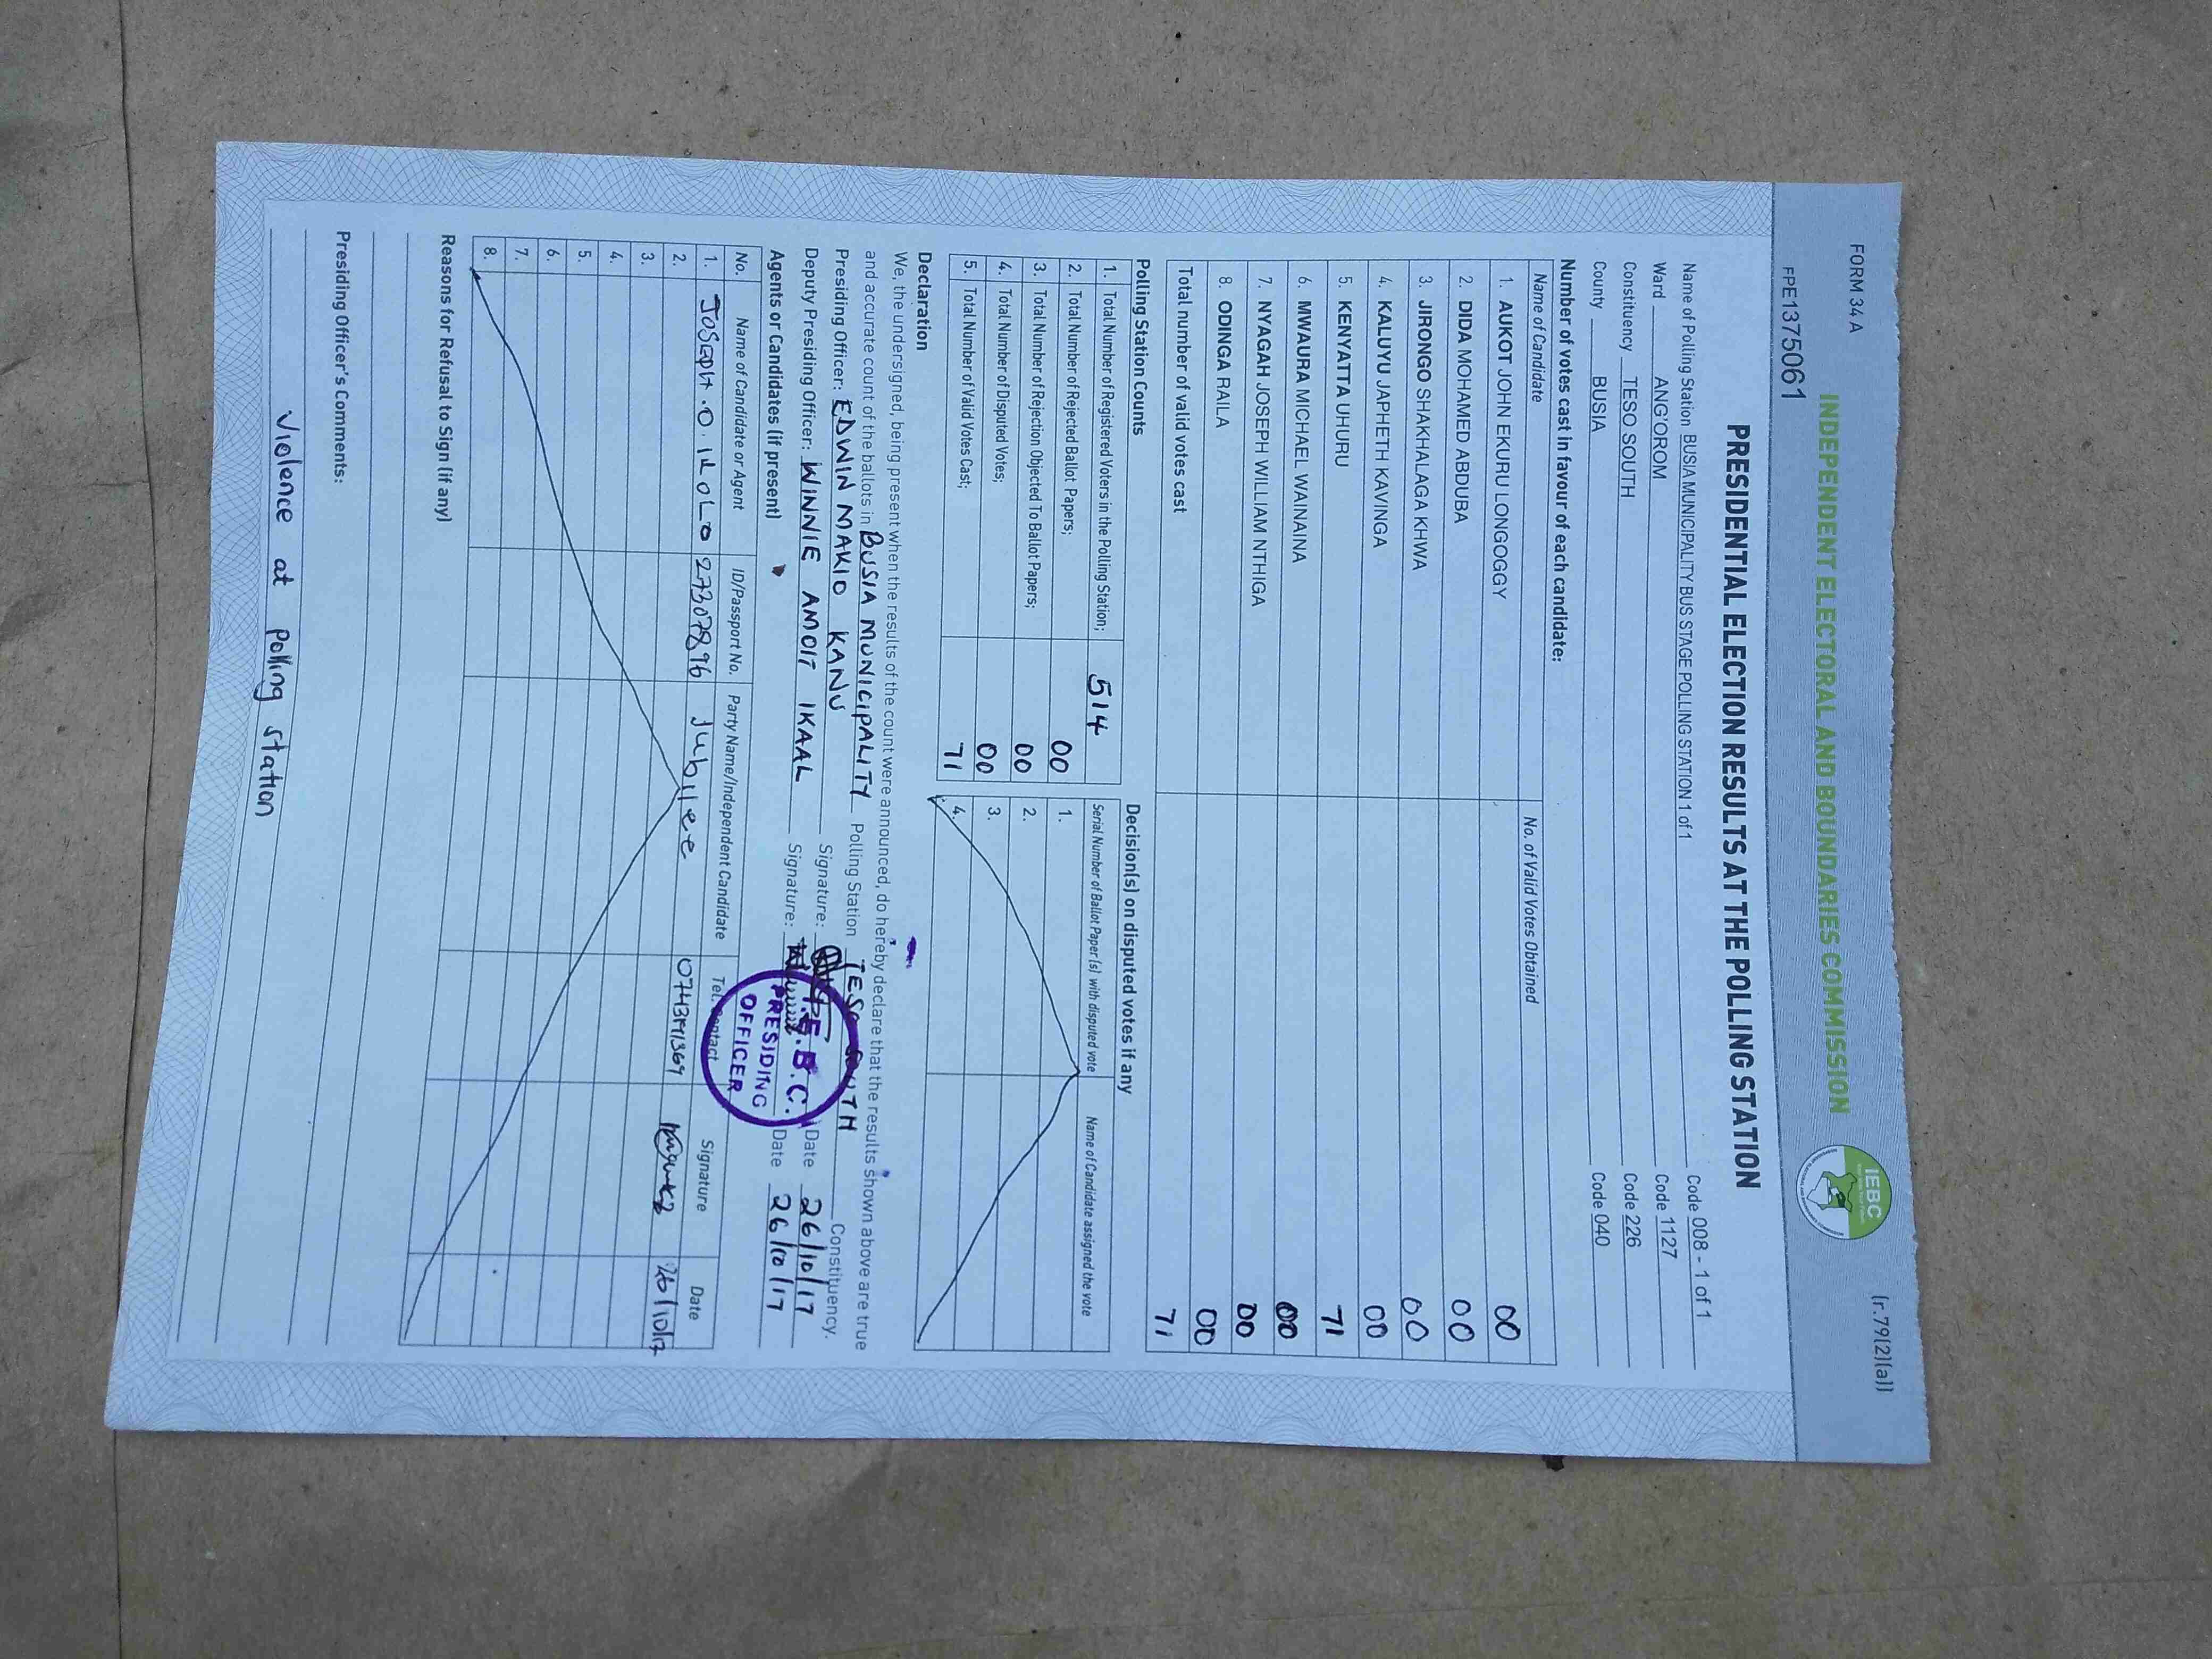 FORM 34 A
(r.79(2)(a))
INDEPENDENT ELECTORAL AND BOUNDARIES COMMISSION
IEBC
FPE1375061
PRESIDENTIAL ELECTION RESULTS AT THE POLLING STATION
Name of Polling Station BUSIA MUNICIPALITY BUS STAGE POLLING STATION 1 of 1 Code 008 - 1 of 1
Ward ANG'OROM Code 1127
Constituency TESO SOUTH Code 226
County BUSIA Code 040
Number of votes cast in favour of each candidate:
Name of Candidate No. of Valid Votes Obtained
1. AUKOT JOHN EKURU LONGOGGY 00
2. DIDA MOHAMED ABDUBA 00
3. JIRONGO SHAKHALAGA KHWA 00
4. KALUYU JAPHETH KAVINGA 00
5. KENYATTA UHURU 71
6. MWAURA MICHAEL WAINAINA 00
7. NYAGAH JOSEPH WILLIAM NTHIGA 00
8. ODINGA RAILA 00
Total number of valid votes cast 71
Polling Station Counts
1. Total Number of Registered Voters in the Polling Station; 514
2. Total Number of Rejected Ballot Papers; 00
3. Total Number of Rejection Objected To Ballot Papers; 00
4. Total Number of Disputed Votes; 00
5. Total Number of Valid Votes Cast; 71
Decision(s) on disputed votes if any
Serial Number of Ballot Paper(s) with disputed vote Name of Candidate assigned the vote
1.
2.
3.
4.
Declaration
We, the undersigned, being present when the results of the count were announced, do hereby declare that the results shown above are true
and accurate count of the ballots in BUSIA MUNICIPALITY Polling Station TESO SOUTH Constituency.
Presiding Officer: EDWIN MAKIO KANU Signature: Date 26/10/17
Deputy Presiding Officer: WINNIE AMOIT IKAAL Signature: Date 26/10/17
I.E.B.C.
PRESIDING
OFFICER
Agents or Candidates (if present)
No. Name of Candidate or Agent ID/Passport No. Party Name/Independent Candidate Tel. Contact Signature Date
1. JOSEPH.O. Jubilee 26/10/17
2.
3.
4.
5.
6.
7.
8.
Reasons for Refusal to Sign (if any)
Presiding Officer's Comments:
Violence at polling station